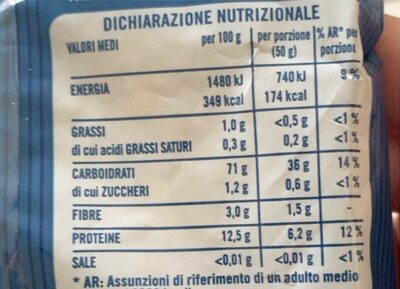 DICHIARAZIONE NUTRIZIONALE
VALORI MEDI per 100 g per porzione (50 g) % AR* per porzione
ENERGIA 1480 kJ 740 kJ 9 %
349 kcal 174 kcal
GRASSI 1,0 g <0,5 g <1 %
di cui acidi GRASSI SATURI 0,3 g 0,2 g <1 %
CARBOIDRATI 71 g 36 g 14 %
di cui ZUCCHERI 1,2 g 0,6 g <1 %
FIBRE 3,0 g 1,5 g -
PROTEINE 12,5 g 6,2 g 12 %
SALE <0,01 g <0,01 g <1 %
* AR: Assunzioni di riferimento di un adulto medio